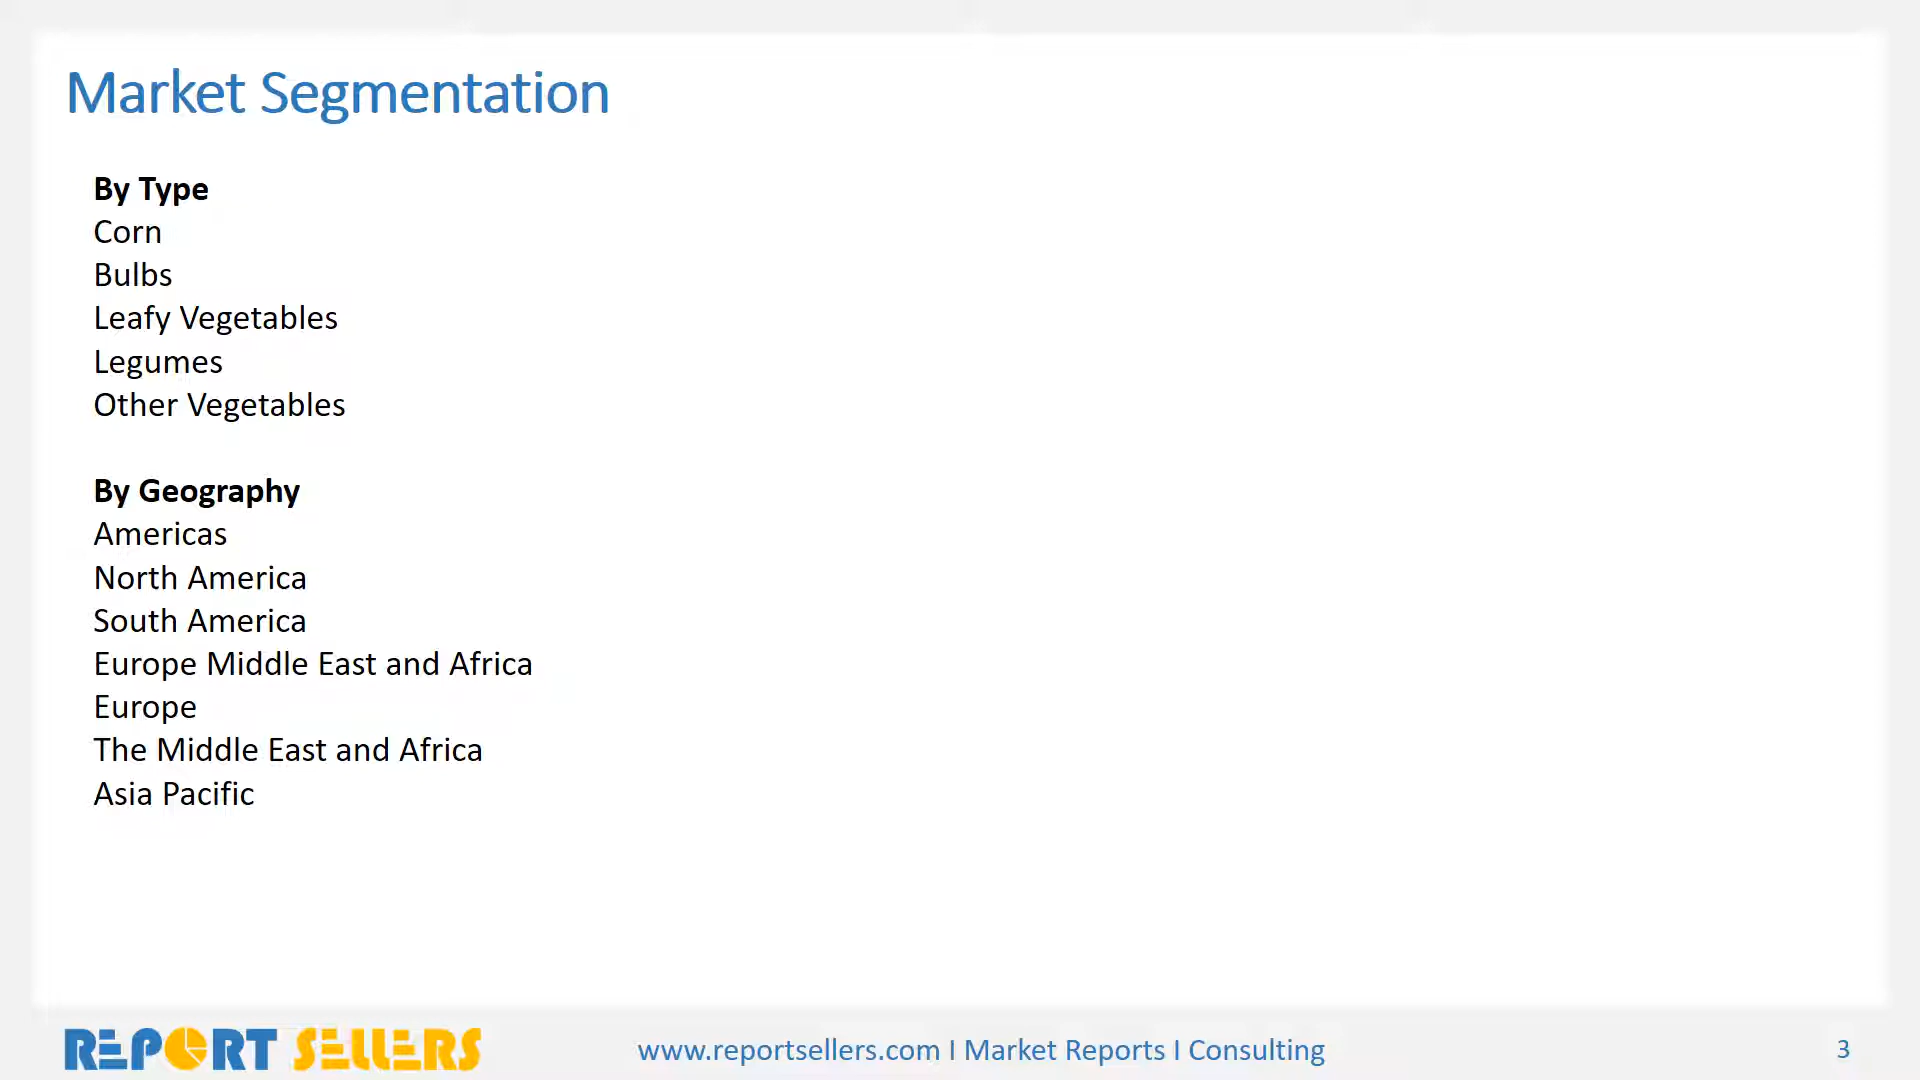 Market Segmentation
By Type
Corn
Bulbs
Leafy Vegetables
Legumes
Other Vegetables
By Geography
Americas
North America
South America
Europe Middle East and Africa
Europe
The Middle East and Africa
Asia Pacific
REPORT SELLERS
www.reportsellers.com I Market Reports I Consulting
3